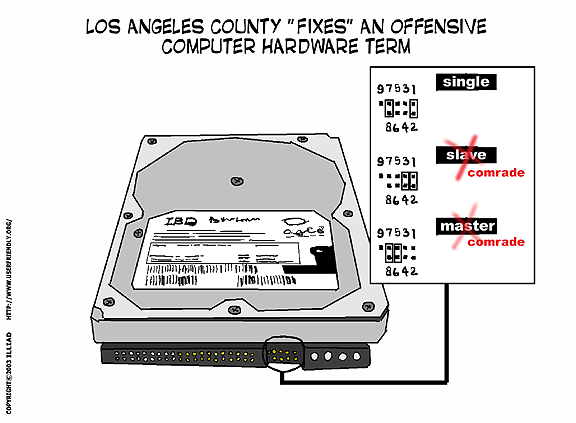 LOS ANGELES COUNTY "FIXES" AN OFFENSIVE
COMPUTER HARDWARE TERM
97531
single
8642
97531
slave
comrade
8642
97531
master
comrade
8642
IBD
COPYRIGHT © 2003 ILLIAD HTTP://WWW.USERFRIENDLY.ORG/